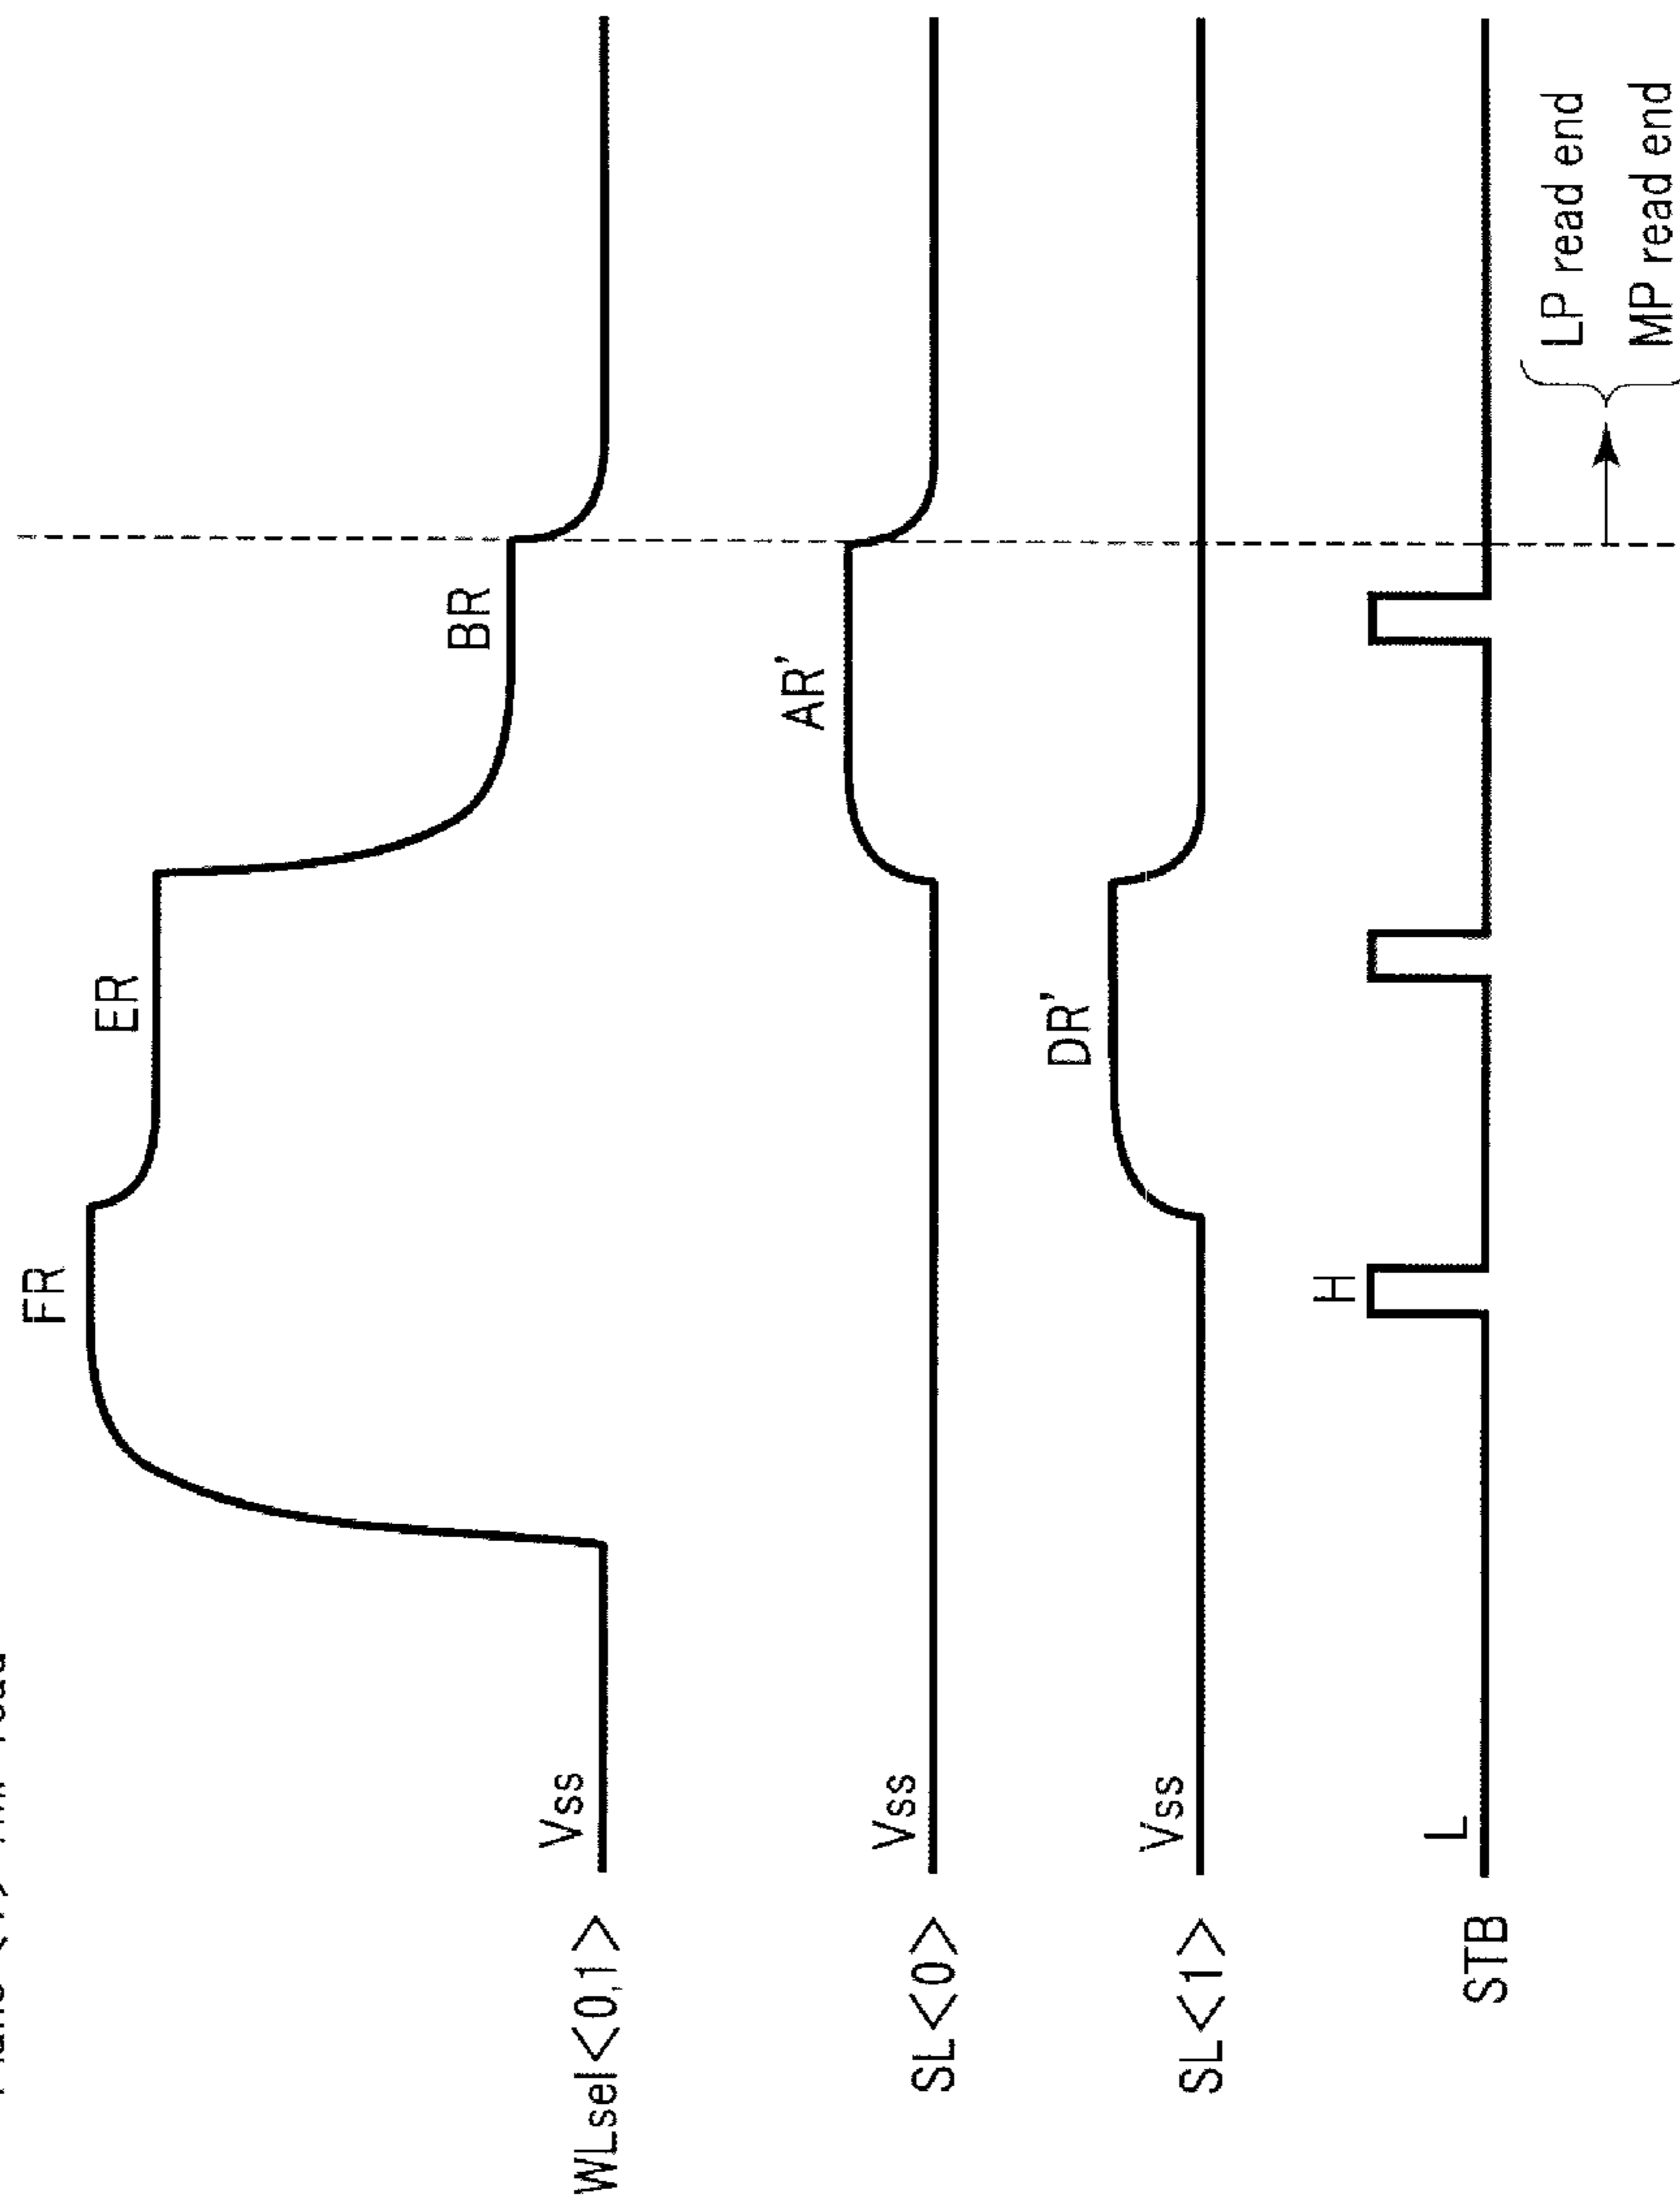 FR
ER
BR
WLsel<0,1>
Vss
AR'
SL<0>
Vss
DR'
SL<1>
Vss
H
STB
L
LP read end
MP read end